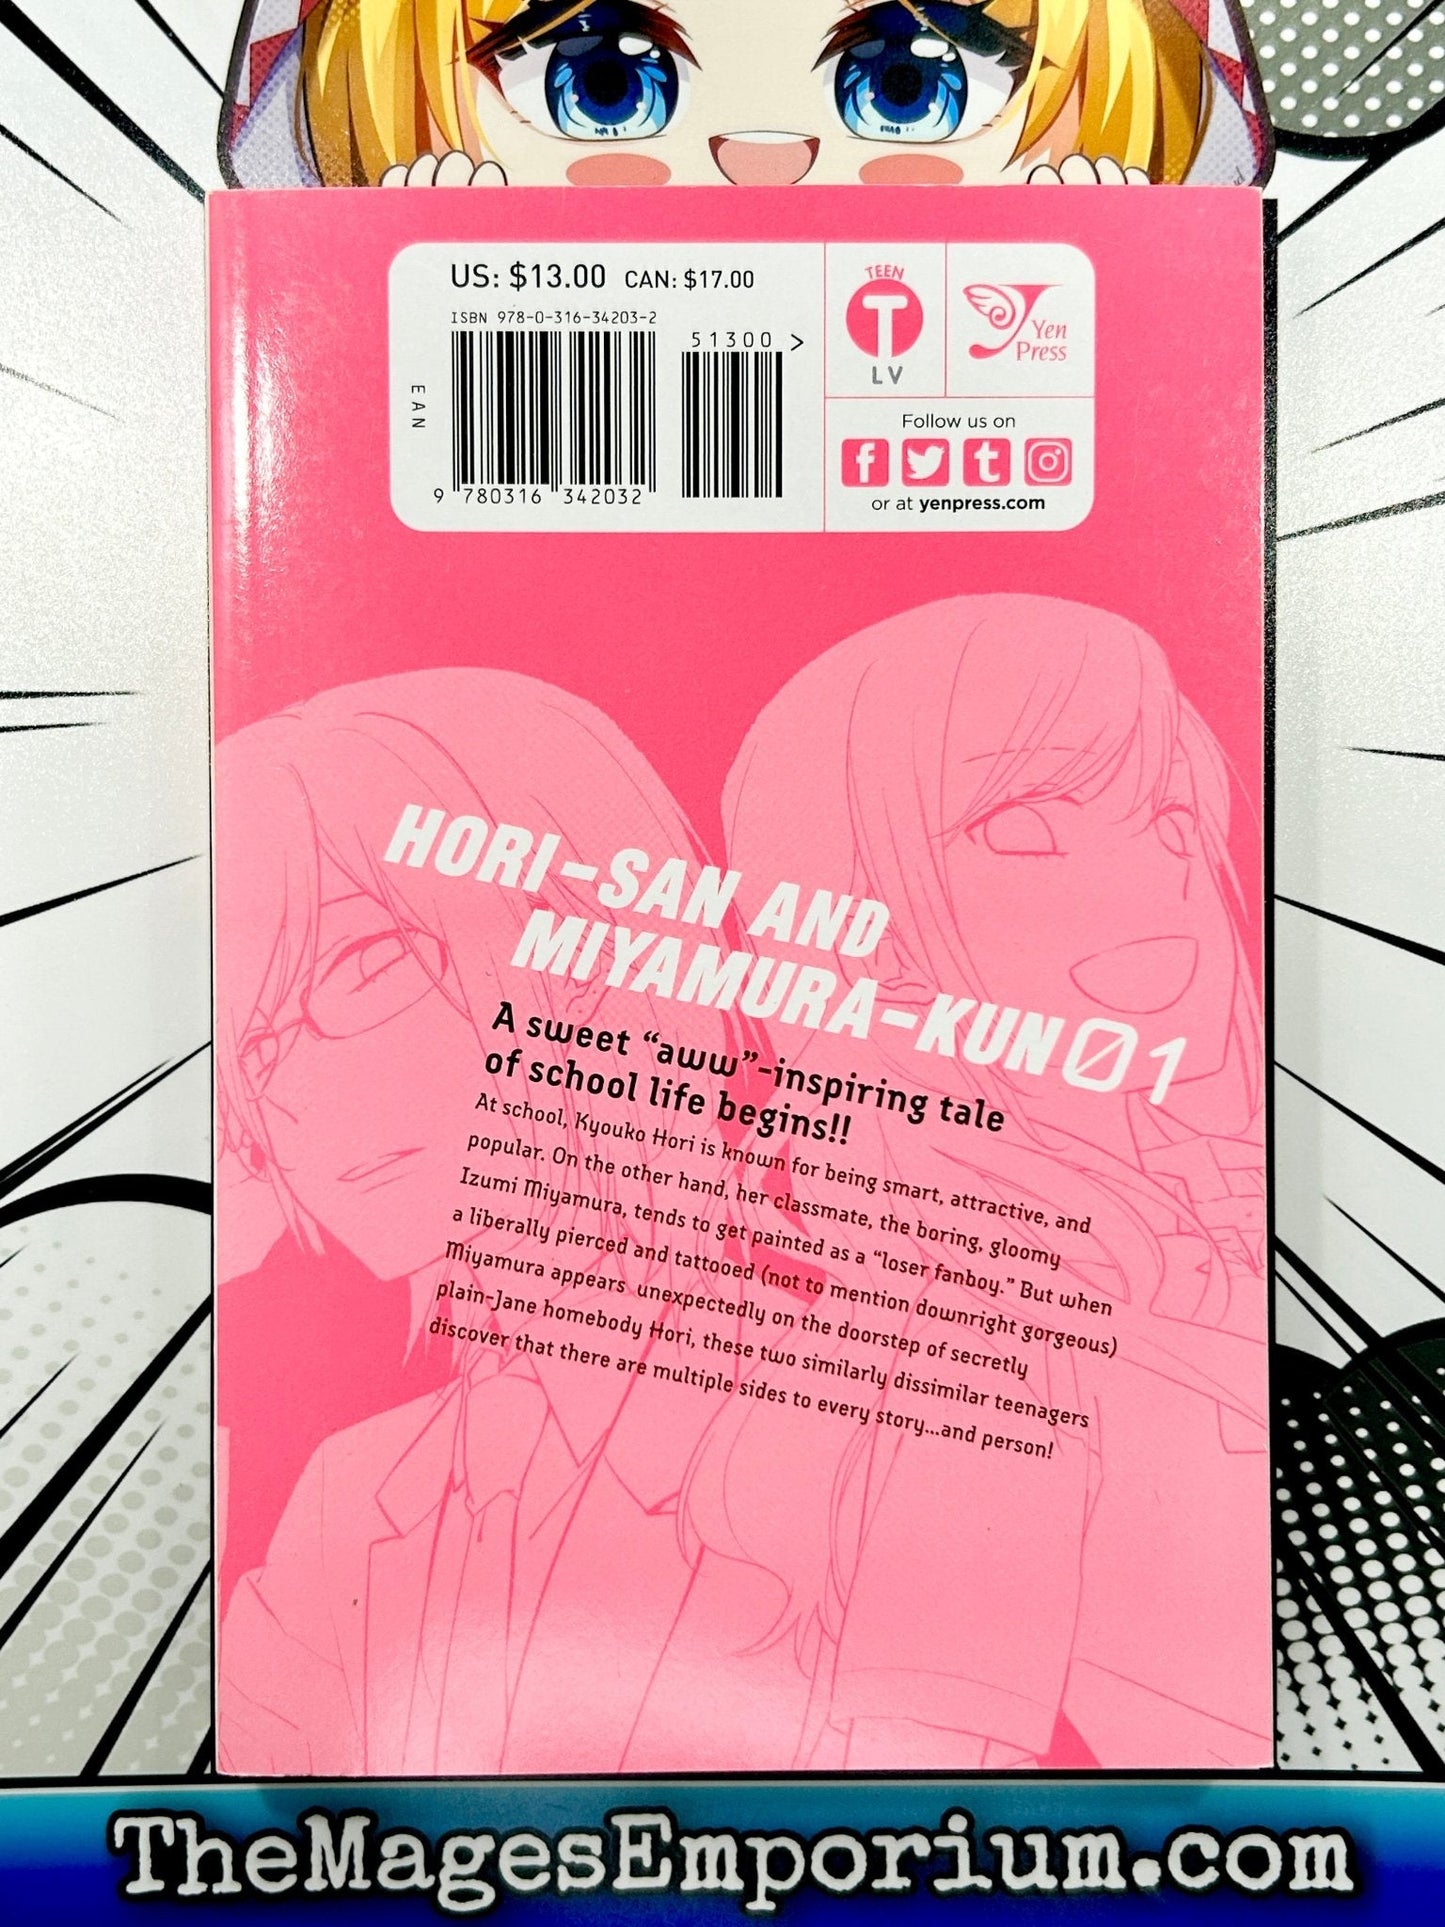 US: $13.00 CAN: $17.00
ISBN 978-0-316-34203-2
51300 >
EAN
9 780316 342032
TEEN
T
LV
Yen
Press
Follow us on
f t
or at yenpress.com
HORI-SAN AND
MIYAMURA-KUN 01
A sweet “aww”-inspiring tale
of school life begins!!
At school, Kyouko Hori is known for being smart, attractive, and
popular. On the other hand, her classmate, the boring, gloomy
Izumi Miyamura, tends to get painted as a “loser fanboy.” But when
a liberally pierced and tattooed (not to mention downright gorgeous)
Miyamura appears unexpectedly on the doorstep of secretly
plain-Jane homebody Hori, these two similarly dissimilar teenagers
discover that there are multiple sides to every story...and person!
TheMagesEmporium.com